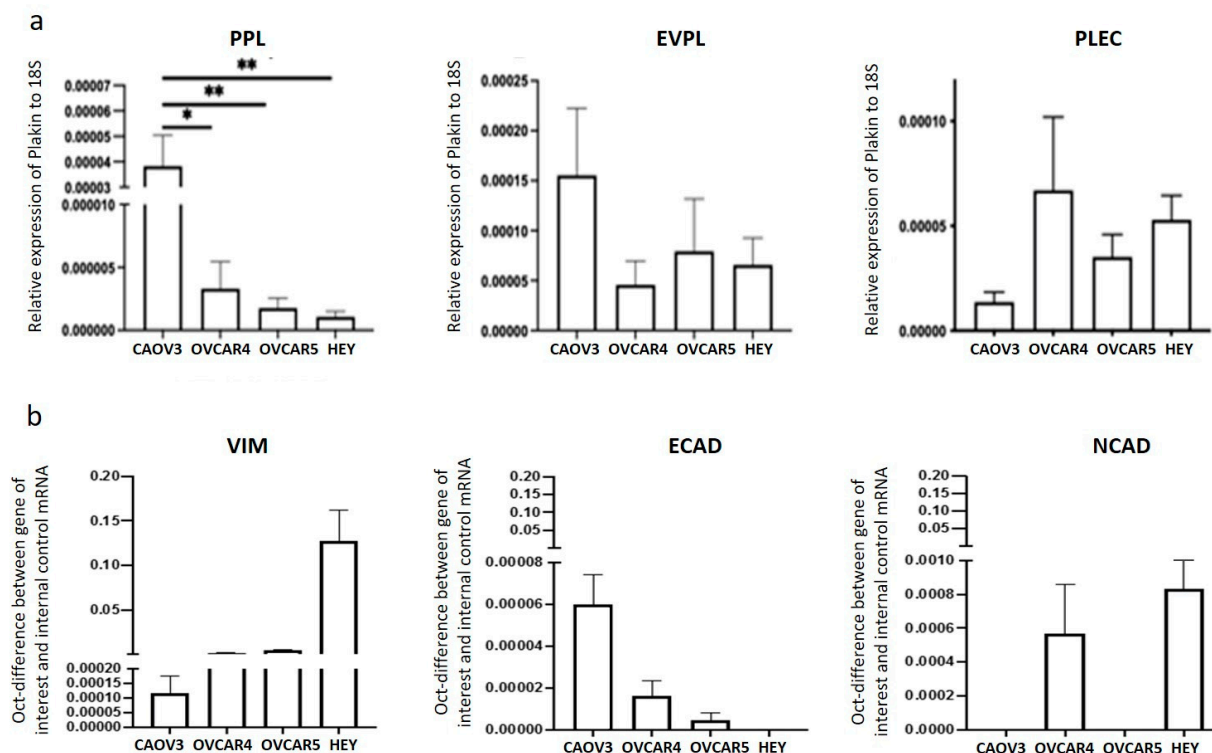 a
PPL
EVPL
PLEC
Relative expression of Plakin to 18S
**
**
*
0.00007
0.00006
0.00005
0.00004
0.00003
0.000010
0.000005
0.000000
CAOV3 OVCAR4 OVCAR5 HEY
Relative expression of Plakin to 18S
0.00025
0.00020
0.00015
0.00010
0.00005
0.00000
CAOV3 OVCAR4 OVCAR5 HEY
Relative expression of Plakin to 18S
0.00010
0.00005
0.00000
CAOV3 OVCAR4 OVCAR5 HEY
b
VIM
ECAD
NCAD
Oct-difference between gene of
interest and internal control mRNA
0.20
0.15
0.10
0.05
0.00020
0.00015
0.00010
0.00005
0.00000
CAOV3 OVCAR4 OVCAR5 HEY
Oct-difference between gene of
interest and internal control mRNA
0.20
0.15
0.10
0.05
0.00008
0.00006
0.00004
0.00002
0.00000
CAOV3 OVCAR4 OVCAR5 HEY
Oct-difference between gene of
interest and internal control mRNA
0.20
0.15
0.10
0.05
0.0010
0.0008
0.0006
0.0004
0.0002
0.0000
CAOV3 OVCAR4 OVCAR5 HEY